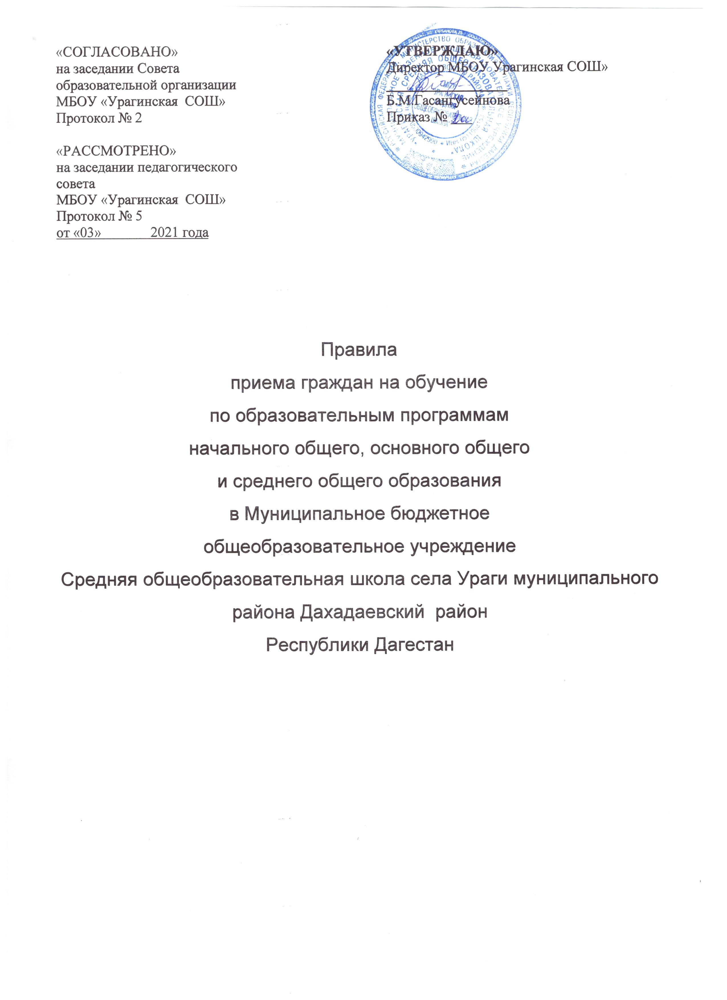 «СОГЛАСОВАНО»
на заседании Совета
образовательной организации
МБОУ «Урагинская СОШ»
Протокол № 2
«РАССМОТРЕНО»
на заседании педагогического
совета
МБОУ «Урагинская СОШ»
Протокол № 5
от «03» 2021 года
«УТВЕРЖДАЮ»
Директор МБОУ Урагинская СОШ»
Б.М.Гасангусейнова
Приказ №
Правила
приема граждан на обучение
по образовательным программам
начального общего, основного общего
и среднего общего образования
в Муниципальное бюджетное
общеобразовательное учреждение
Средняя общеобразовательная школа села Ураги муниципального
района Дахадаевский район
Республики Дагестан